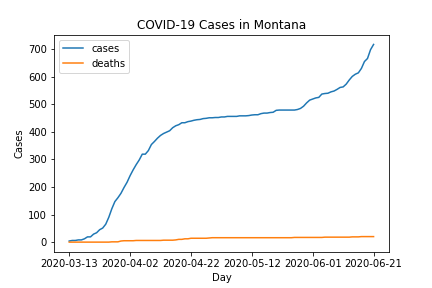 COVID-19 Cases in Montana
cases
deaths
700
600
500
400
300
200
100
0
Cases
2020-03-13 2020-04-02 2020-04-22 2020-05-12 2020-06-01 2020-06-21
Day